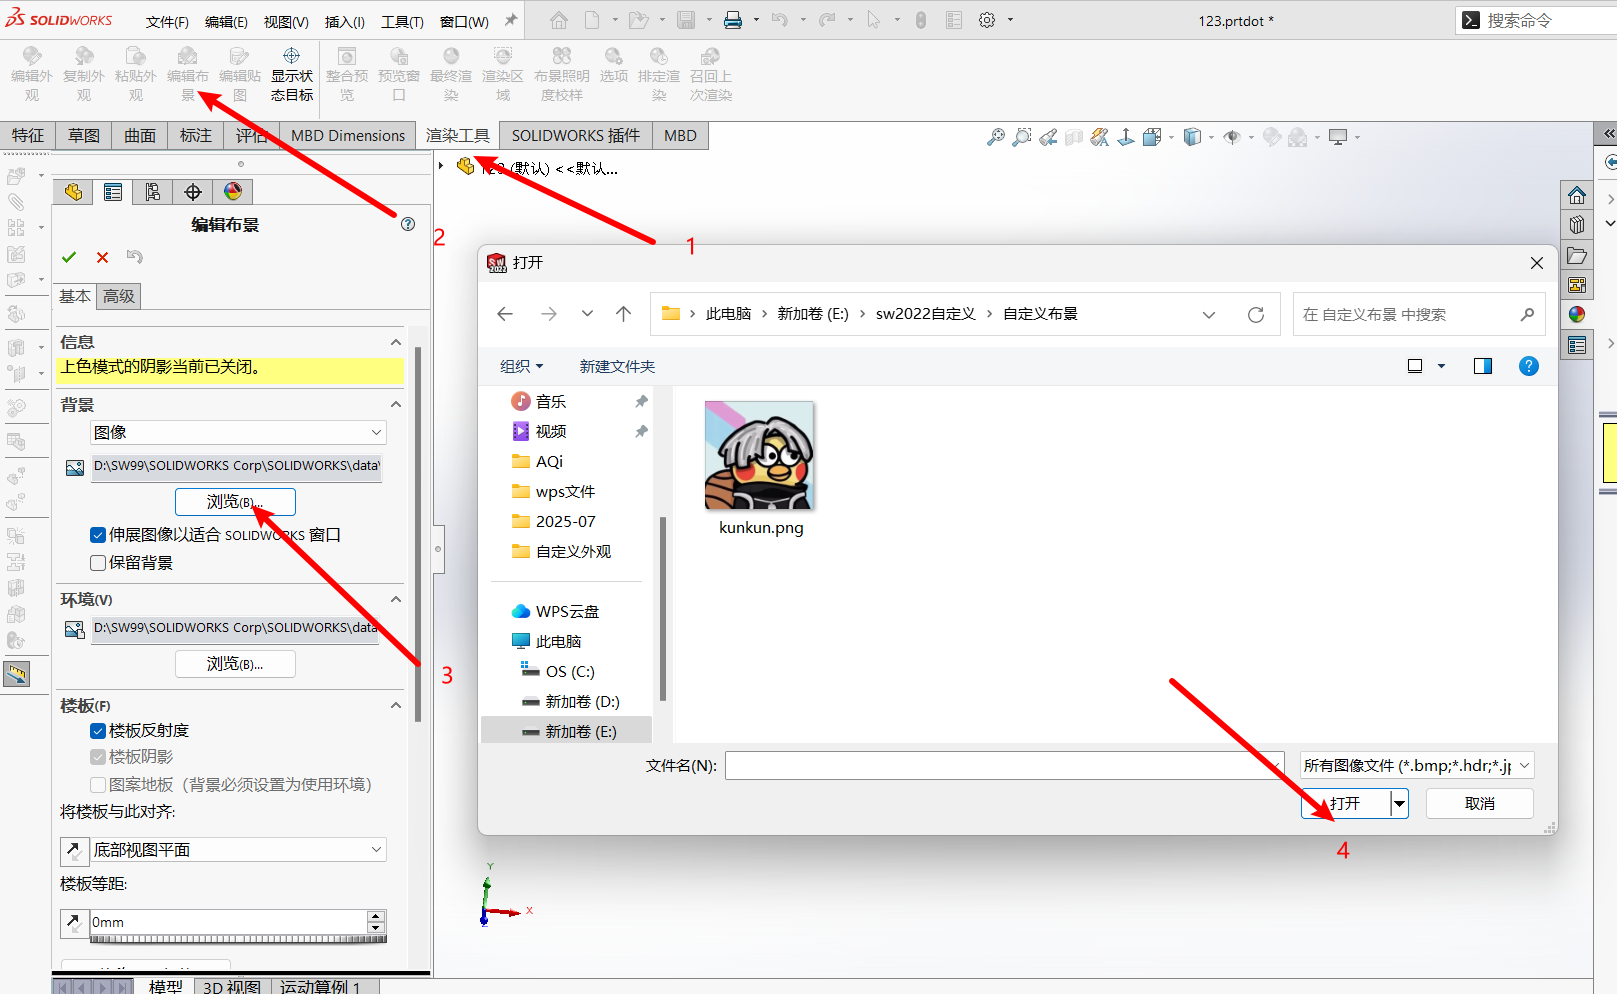 SOLIDWORKS 文件(F) 编辑(E) 视图(V) 插入(I) 工具(T) 窗口(W) 123.prtdot * 搜索命令
编辑外观 复制外观 粘贴外观 编辑布景 编辑贴图 显示状态目标 整合预览 预览窗口 最终渲染 渲染区域 布景照明度校样 选项 排定渲染 召回上次渲染
特征 草图 曲面 标注 评估 MBD Dimensions 渲染工具 SOLIDWORKS 插件 MBD
(默认) <<默认...
编辑布景
2
1
基本 高级
信息
上色模式的阴影当前已关闭。
背景
图像
D:\SW99\SOLIDWORKS Corp\SOLIDWORKS\data\
浏览(B)...
伸展图像以适合 SOLIDWORKS 窗口
保留背景
环境(V)
D:\SW99\SOLIDWORKS Corp\SOLIDWORKS\data
浏览(B)...
3
楼板(F)
楼板反射度
楼板阴影
图案地板（背景必须设置为使用环境）
将楼板与此对齐:
底部视图平面
楼板等距:
0mm
模型 3D 视图 运动算例 1
SW 2022 打开
此电脑 新加卷 (E:) sw2022自定义 自定义布景 在 自定义布景 中搜索
组织 新建文件夹
音乐
视频
AQi
wps文件
2025-07
自定义外观
WPS云盘
此电脑
OS (C:)
新加卷 (D:)
新加卷 (E:)
kunkun.png
文件名(N): 所有图像文件 (*.bmp;*.hdr;*.jp
打开 取消
4
Y
X
Z